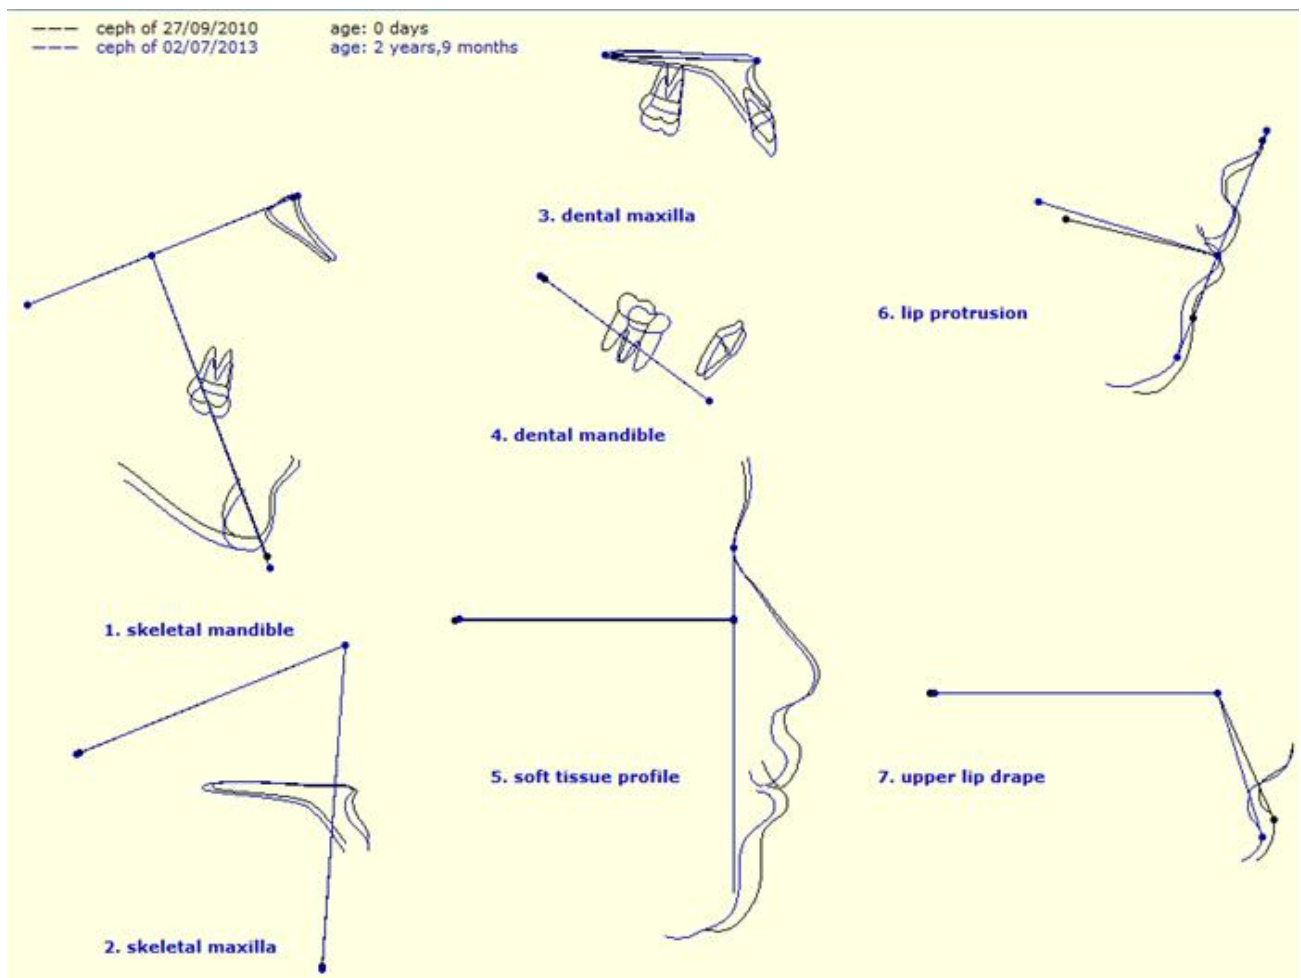 ceph of 27/09/2010 age: 0 days
ceph of 02/07/2013 age: 2 years,9 months
3. dental maxilla
6. lip protrusion
4. dental mandible
1. skeletal mandible
5. soft tissue profile
7. upper lip drape
2. skeletal maxilla